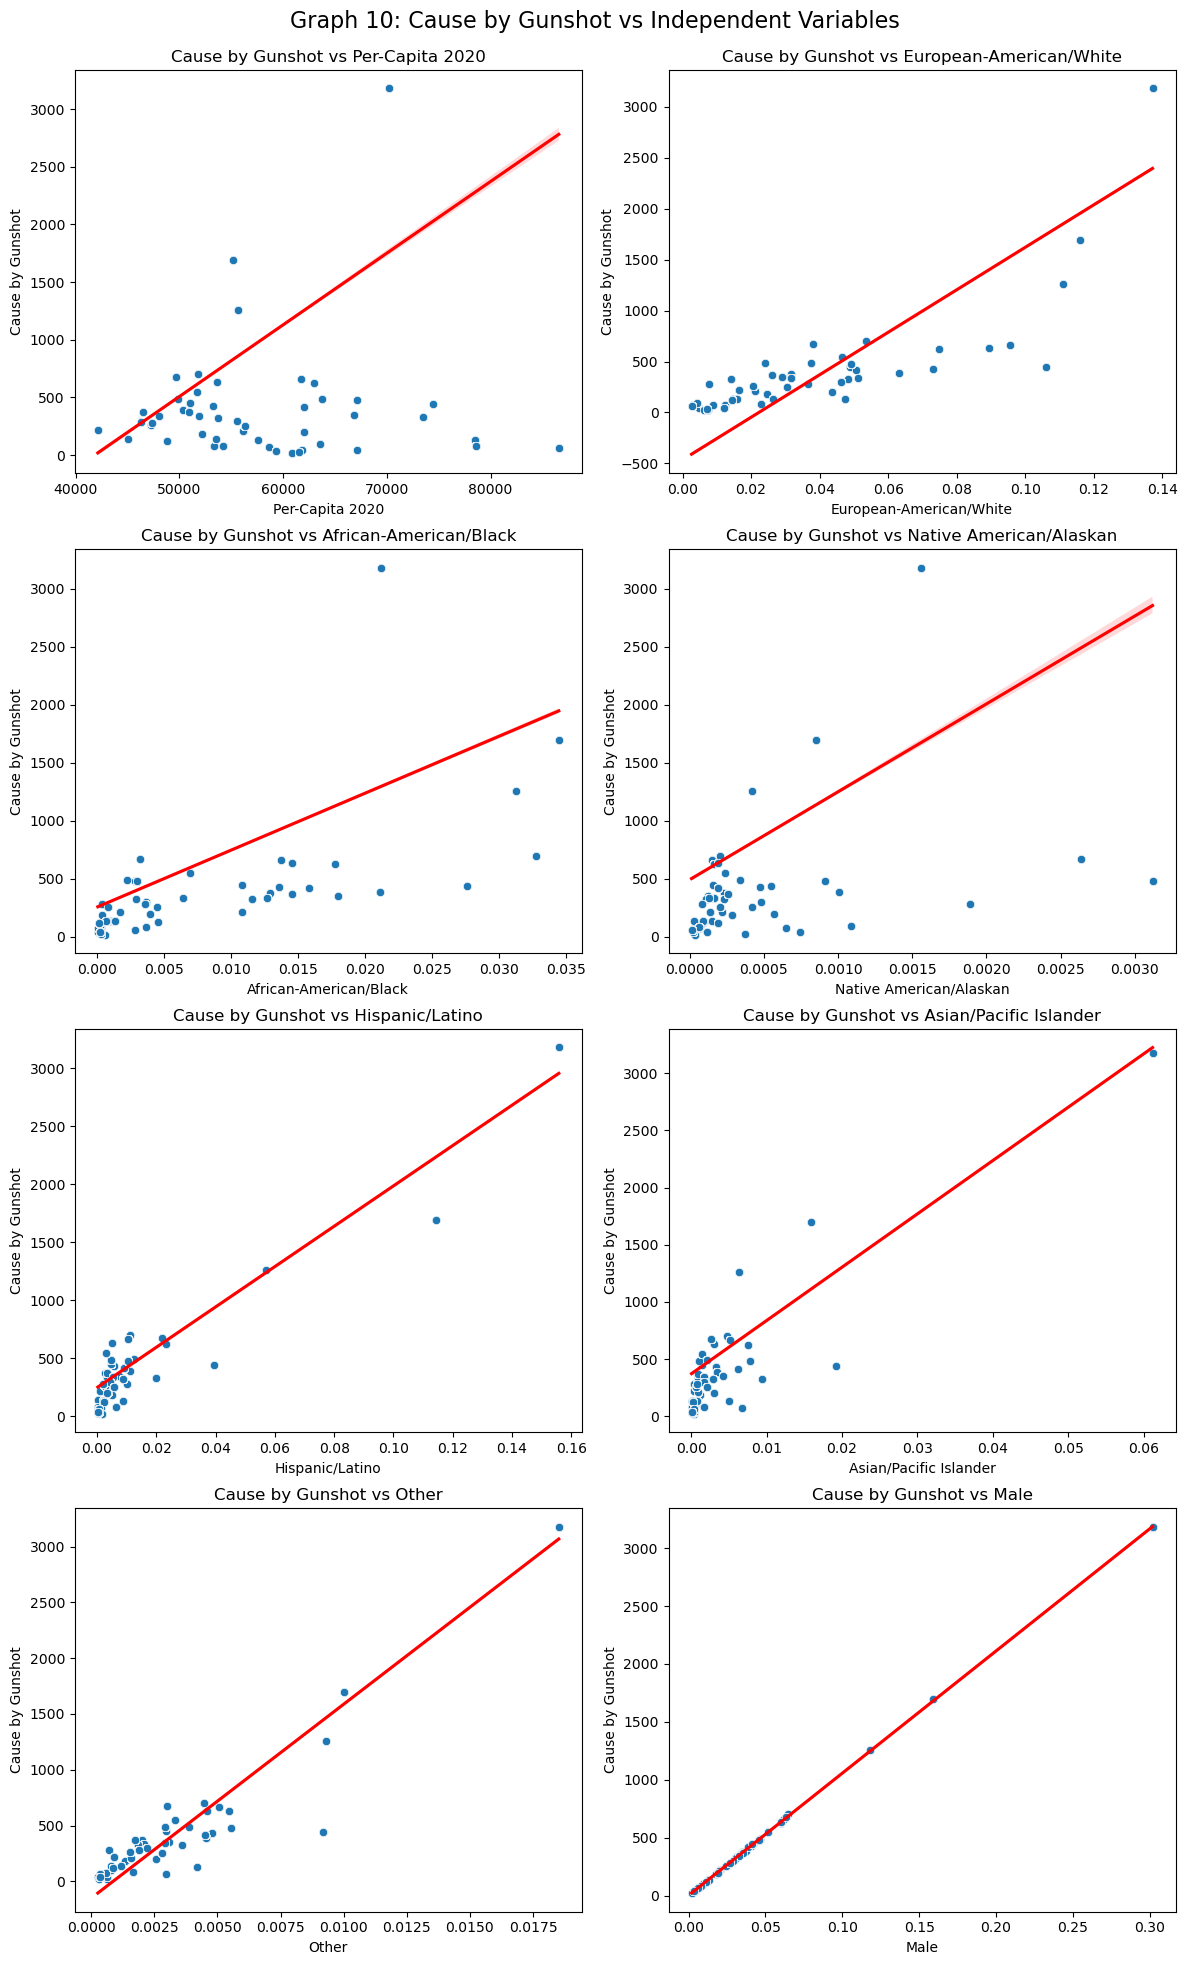 Graph 10: Cause by Gunshot vs Independent Variables
Cause by Gunshot vs Per-Capita 2020
Cause by Gunshot
3000
2500
2000
1500
1000
500
0
40000 50000 60000 70000 80000
Per-Capita 2020
Cause by Gunshot vs European-American/White
Cause by Gunshot
3000
2500
2000
1500
1000
500
0
−500
0.00 0.02 0.04 0.06 0.08 0.10 0.12 0.14
European-American/White
Cause by Gunshot vs African-American/Black
Cause by Gunshot
3000
2500
2000
1500
1000
500
0
0.000 0.005 0.010 0.015 0.020 0.025 0.030 0.035
African-American/Black
Cause by Gunshot vs Native American/Alaskan
Cause by Gunshot
3000
2500
2000
1500
1000
500
0
0.0000 0.0005 0.0010 0.0015 0.0020 0.0025 0.0030
Native American/Alaskan
Cause by Gunshot vs Hispanic/Latino
Cause by Gunshot
3000
2500
2000
1500
1000
500
0
0.00 0.02 0.04 0.06 0.08 0.10 0.12 0.14 0.16
Hispanic/Latino
Cause by Gunshot vs Asian/Pacific Islander
Cause by Gunshot
3000
2500
2000
1500
1000
500
0
0.00 0.01 0.02 0.03 0.04 0.05 0.06
Asian/Pacific Islander
Cause by Gunshot vs Other
Cause by Gunshot
3000
2500
2000
1500
1000
500
0
0.0000 0.0025 0.0050 0.0075 0.0100 0.0125 0.0150 0.0175
Other
Cause by Gunshot vs Male
Cause by Gunshot
3000
2500
2000
1500
1000
500
0
0.00 0.05 0.10 0.15 0.20 0.25 0.30
Male